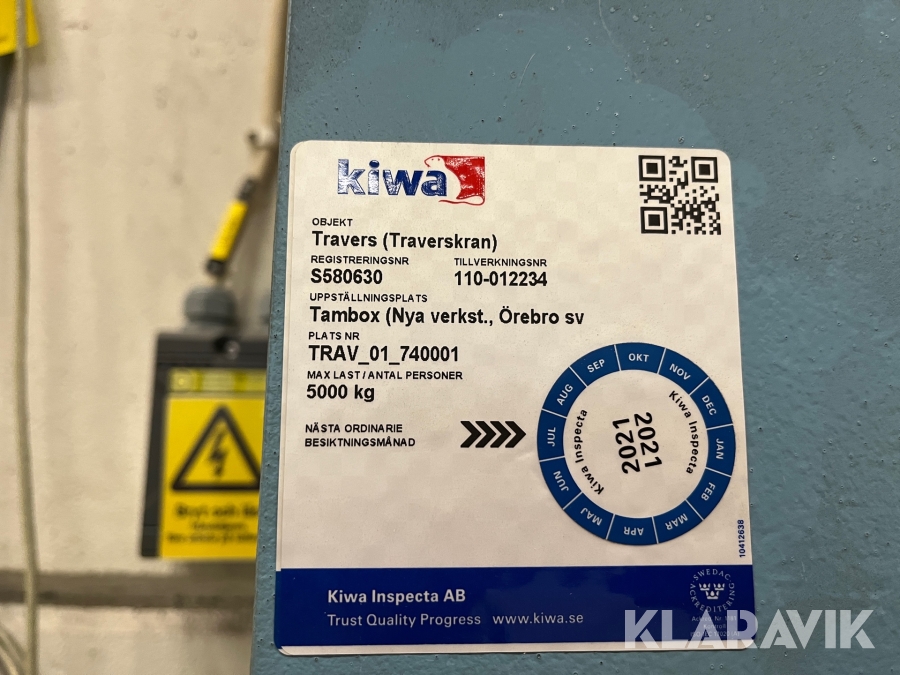 kiwa
OBJEKT
Travers (Traverskran)
REGISTRERINGSNR TILLVERKNINGSNR
S580630 110-012234
UPPSTÄLLNINGSPLATS
Tambox (Nya verkst., Örebro sv
PLATS NR
TRAV_01_740001
MAX LAST / ANTAL PERSONER
5000 kg
NÄSTA ORDINARIE
BESIKTNINGSMÅNAD
JAN FEB MAR APR MAJ JUN JUL AUG SEP OKT NOV DEC
Kiwa Inspecta
Kiwa Inspecta
2021
2021
10412638
Kiwa Inspecta AB
Trust Quality Progress www.kiwa.se
SWEDAC
ACKREDITERING
KLARAVIK